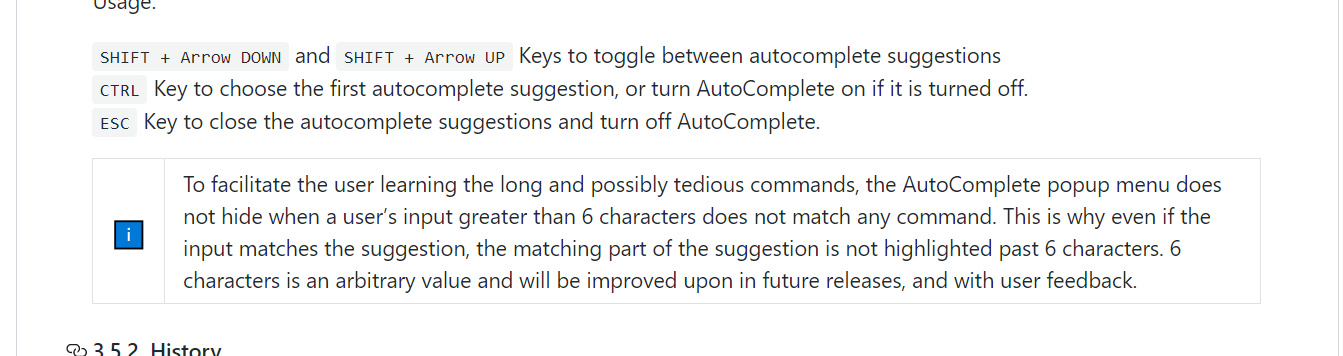 Usage:
SHIFT + Arrow DOWN and SHIFT + Arrow UP Keys to toggle between autocomplete suggestions
CTRL Key to choose the first autocomplete suggestion, or turn AutoComplete on if it is turned off.
ESC Key to close the autocomplete suggestions and turn off AutoComplete.
To facilitate the user learning the long and possibly tedious commands, the AutoComplete popup menu does
not hide when a user’s input greater than 6 characters does not match any command. This is why even if the
i
input matches the suggestion, the matching part of the suggestion is not highlighted past 6 characters. 6
characters is an arbitrary value and will be improved upon in future releases, and with user feedback.
3.5.2. History